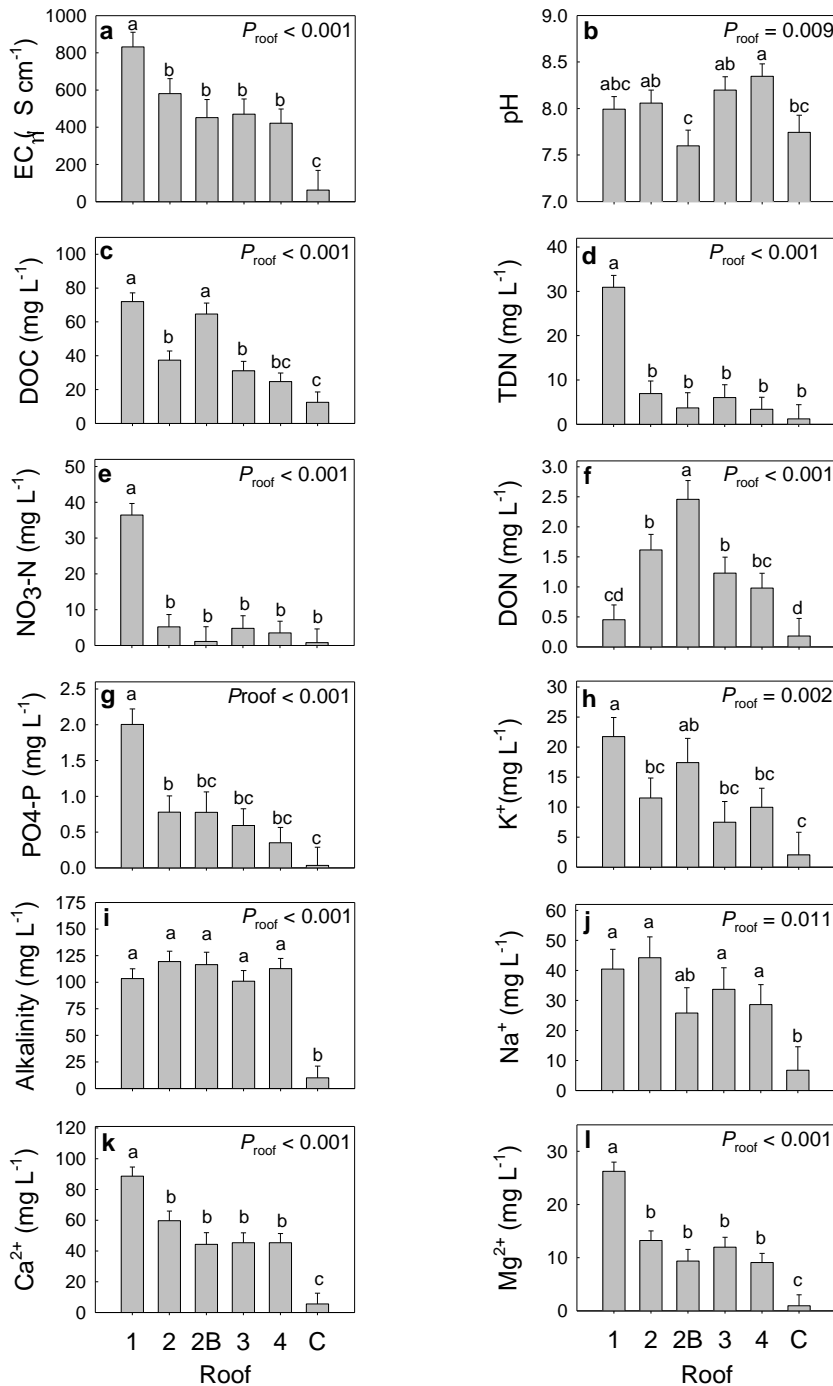 a
P_roof < 0.001
EC (µS cm⁻¹)
1000
800
600
400
200
0
a
b
b
b
b
c
b
P_roof = 0.009
pH
9.0
8.5
8.0
7.5
7.0
abc
ab
c
ab
a
bc
c
P_roof < 0.001
DOC (mg L⁻¹)
100
80
60
40
20
0
a
b
a
b
bc
c
d
P_roof < 0.001
TDN (mg L⁻¹)
40
30
20
10
0
a
b
b
b
b
b
e
P_roof < 0.001
NO3-N (mg L⁻¹)
50
40
30
20
10
0
a
b
b
b
b
b
f
P_roof < 0.001
DON (mg L⁻¹)
3.0
2.5
2.0
1.5
1.0
0.5
0.0
cd
b
a
b
bc
d
g
Proof < 0.001
PO4-P (mg L⁻¹)
2.5
2.0
1.5
1.0
0.5
0.0
a
b
bc
bc
bc
c
h
P_roof = 0.002
K⁺(mg L⁻¹)
30
25
20
15
10
5
0
a
bc
ab
bc
bc
c
i
P_roof < 0.001
Alkalinity (mg L⁻¹)
175
150
125
100
75
50
25
0
a
a
a
a
a
b
j
P_roof = 0.011
Na⁺ (mg L⁻¹)
60
50
40
30
20
10
0
a
a
ab
a
a
b
k
P_roof < 0.001
Ca²⁺ (mg L⁻¹)
120
100
80
60
40
20
0
a
b
b
b
b
c
1 2 2B 3 4 C
Roof
l
P_roof < 0.001
Mg²⁺ (mg L⁻¹)
30
20
10
0
a
b
b
b
b
c
1 2 2B 3 4 C
Roof